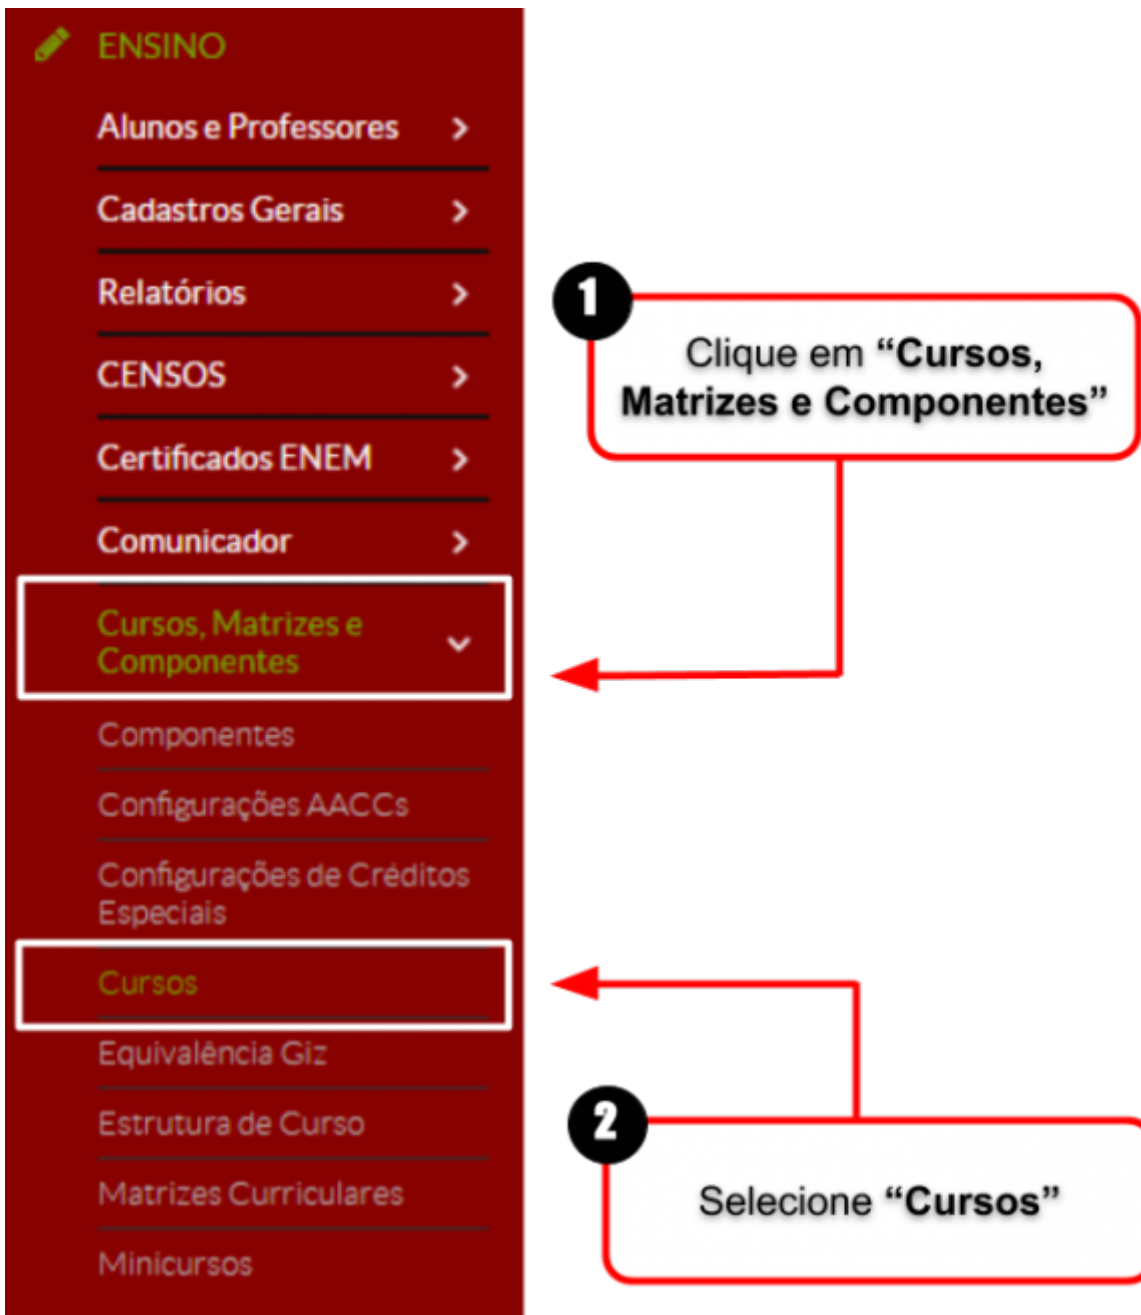 ENSINO
Alunos e Professores
Cadastros Gerais
Relatórios
CENSOS
Certificados ENEM
Comunicador
Cursos, Matrizes e
Componentes
Componentes
Configurações AACCs
Configurações de Créditos
Especiais
Cursos
Equivalência Giz
Estrutura de Curso
Matrizes Curriculares
Minicursos
1
Clique em “Cursos,
Matrizes e Componentes”
2
Selecione “Cursos”